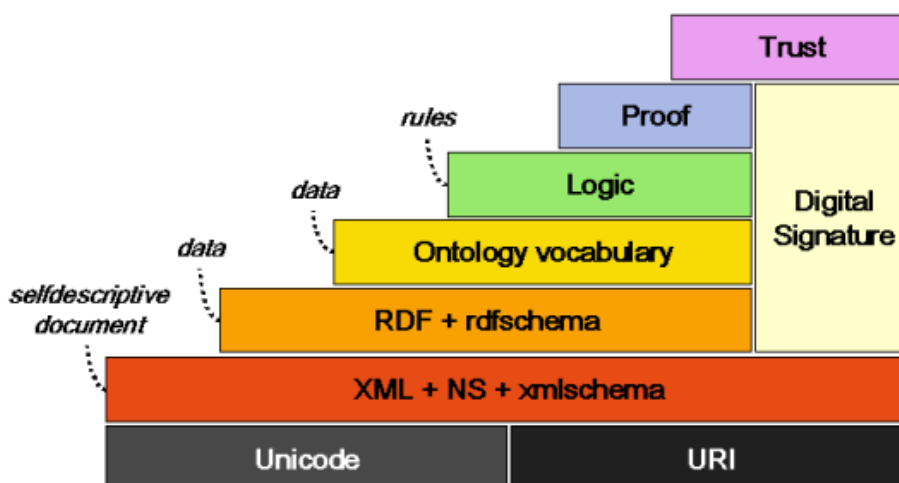 Trust
Proof
rules
Logic
Digital
Signature
data
Ontology vocabulary
data
RDF + rdfschema
selfdescriptive
document
XML + NS + xmlschema
Unicode
URI